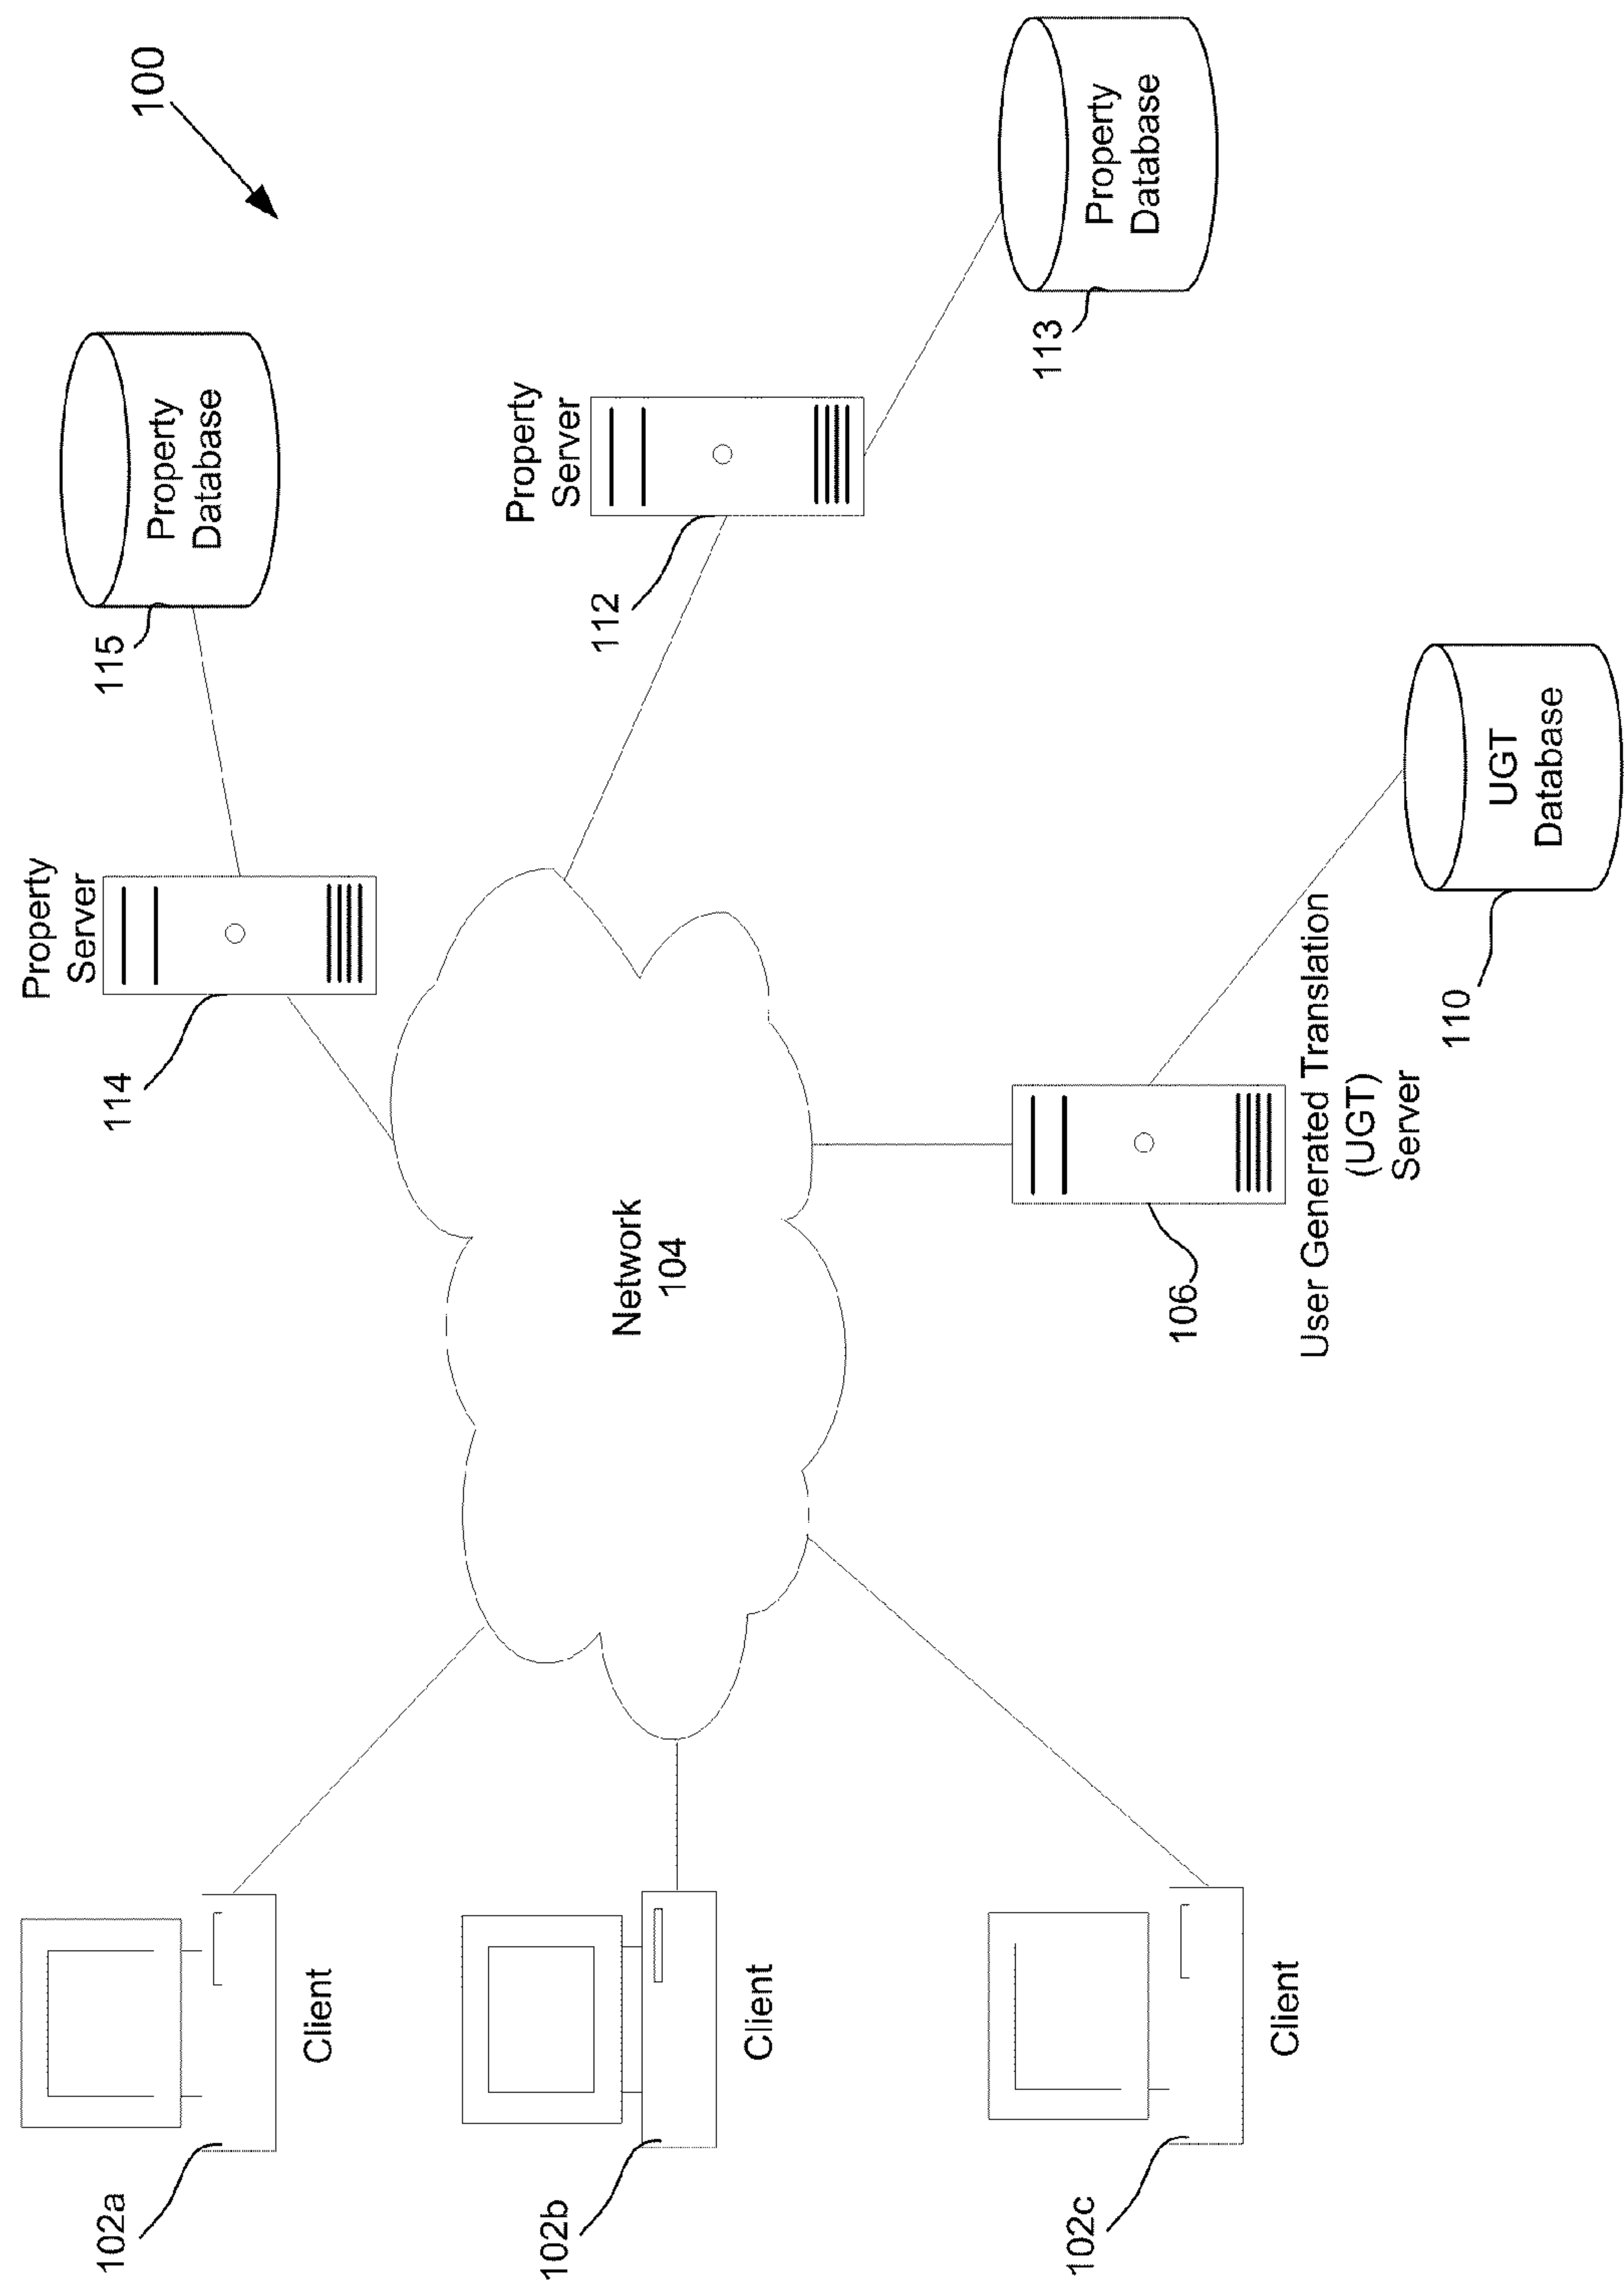 100
102a
Client
102b
Client
102c
Client
Network
104
Property
Server
114
115
Property
Database
Property
Server
112
113
Property
Database
106
User Generated Translation
(UGT)
Server
110
UGT
Database